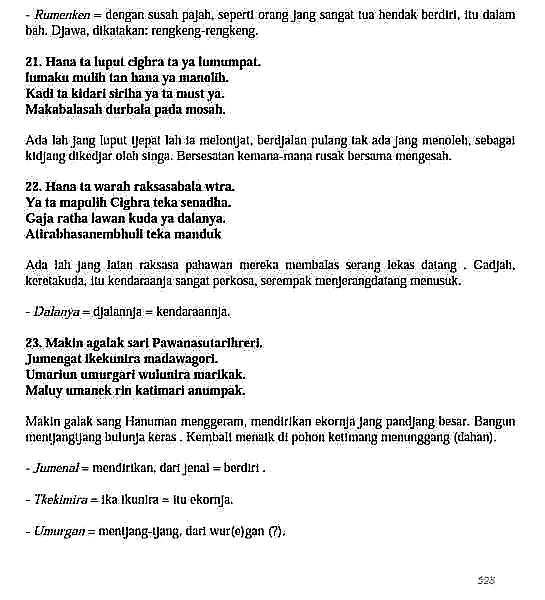 - Rumenken = dengan susah pajah, seperti orang jang sangat tua hendak berdiri, itu dalam
bah. Djawa, dikatakan: rengkeng-rengkeng.
21. Hana ta luput cighra ta ya lumumpat.
lumaku mulih tan hana ya manolih.
Kadi ta kidari siriha ya ta must ya.
Makabalasah durbala pada mosah.
Ada lah jang luput tjepat lah ia melontjat, berdjalan pulang tak ada jang menoleh, sebagai
kidjang dikedjar oleh singa. Bersesatan kemana-mana rusak bersama mengesah.
22. Hana ta warah raksasabala wira.
Ya ta mapulih Cighra teka senadha.
Gaja ratha lawan kuda ya dalanya.
Atirabhasanembhuli teka manduk
Ada lah jang lalan raksasa pahawan mereka membalas serang lekas datang . Gadjah,
keretakuda, itu kendaraanja sangat perkosa, serempak menjerangdatang menusuk.
- Dalanya = djalannja = kendaraannja.
23. Makin agalak sari Pawanasutarihreri.
Jumengat ikekunira madawagori.
Umariun umurgari wulunira marikak.
Maluy umanek rin katimari anumpak.
Makin galak sang Hanuman menggeram, mendirikan ekornja jang pandjang besar. Bangun
mentjangtjang bulunja keras . Kembali menaik di pohon ketimang menunggang (dahan).
- Jumenal = mendirikan, dari jenal = berdiri .
- Tkekimira = ika ikunira = itu ekornja.
- Umurgan = mentjang-tjang, dari wur(e)gan (?).
528